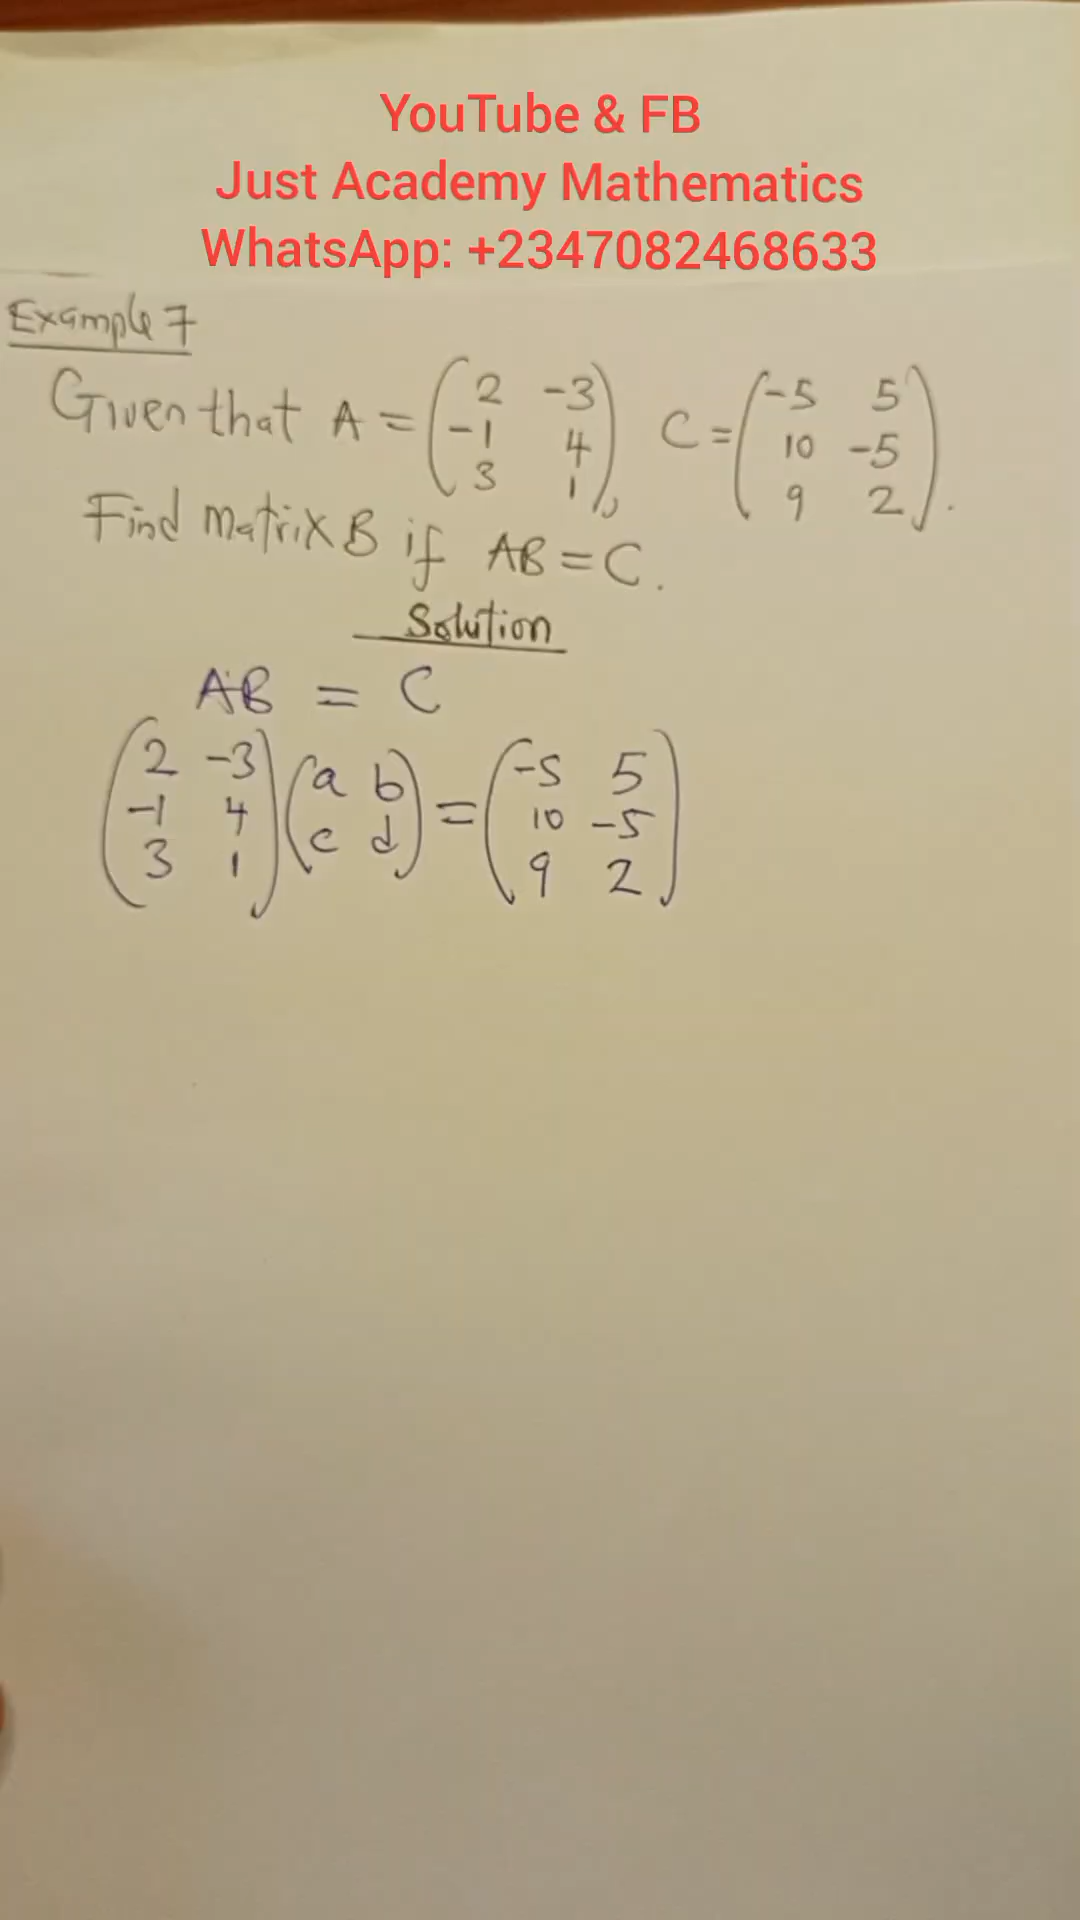 YouTube & FB
Just Academy Mathematics
WhatsApp: +2347082468633
Example 7
Given that A = (2 -3
-1 4
3 1), C = (-5 5
10 -5
9 2).
Find matrix B if AB = C.
Solution
AB = C
(2 -3
-1 4
3 1) (a b
c d) = (-5 5
10 -5
9 2)